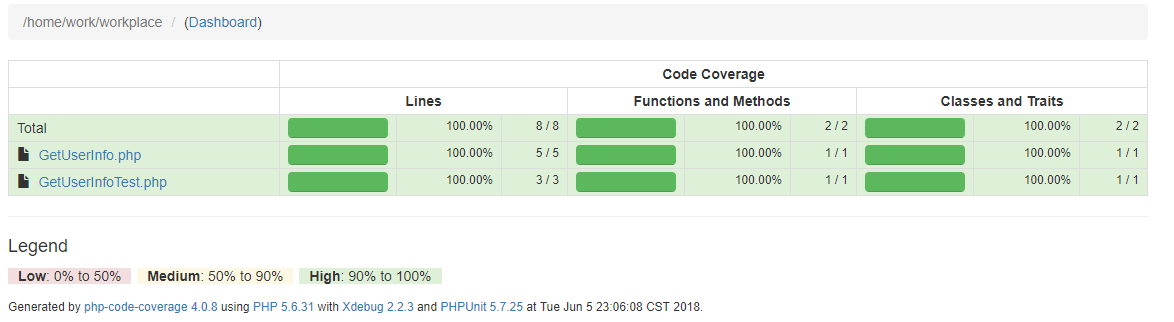 /home/work/workplace / (Dashboard)
Code Coverage
Lines Functions and Methods Classes and Traits
Total 100.00% 8 / 8 100.00% 2 / 2 100.00% 2 / 2
GetUserInfo.php 100.00% 5 / 5 100.00% 1 / 1 100.00% 1 / 1
GetUserInfoTest.php 100.00% 3 / 3 100.00% 1 / 1 100.00% 1 / 1
Legend
Low: 0% to 50% Medium: 50% to 90% High: 90% to 100%
Generated by php-code-coverage 4.0.8 using PHP 5.6.31 with Xdebug 2.2.3 and PHPUnit 5.7.25 at Tue Jun 5 23:06:08 CST 2018.